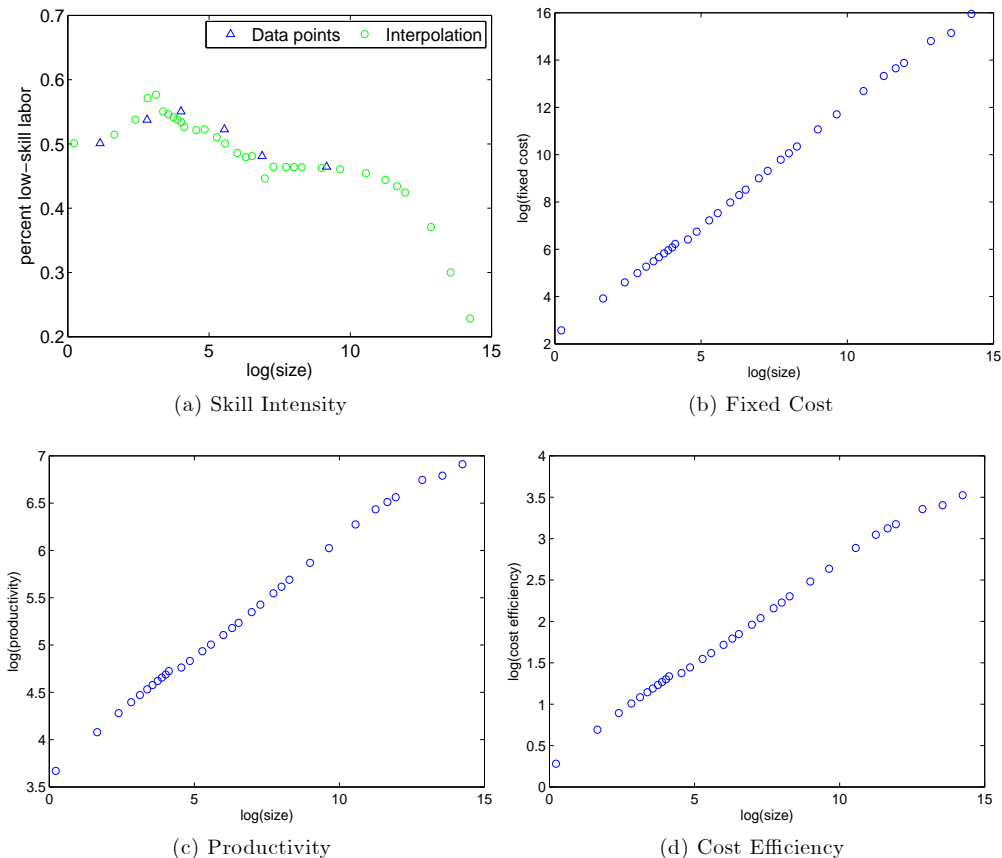 0.7
0.6
0.5
0.4
0.3
0.2
percent low−skill labor
Data points
Interpolation
0 5 10 15
log(size)
(a) Skill Intensity
16
14
12
10
8
6
4
2
log(fixed cost)
0 5 10 15
log(size)
(b) Fixed Cost
7
6.5
6
5.5
5
4.5
4
3.5
log(productivity)
0 5 10 15
log(size)
(c) Productivity
4
3.5
3
2.5
2
1.5
1
0.5
0
log(cost efficiency)
0 5 10 15
log(size)
(d) Cost Efficiency